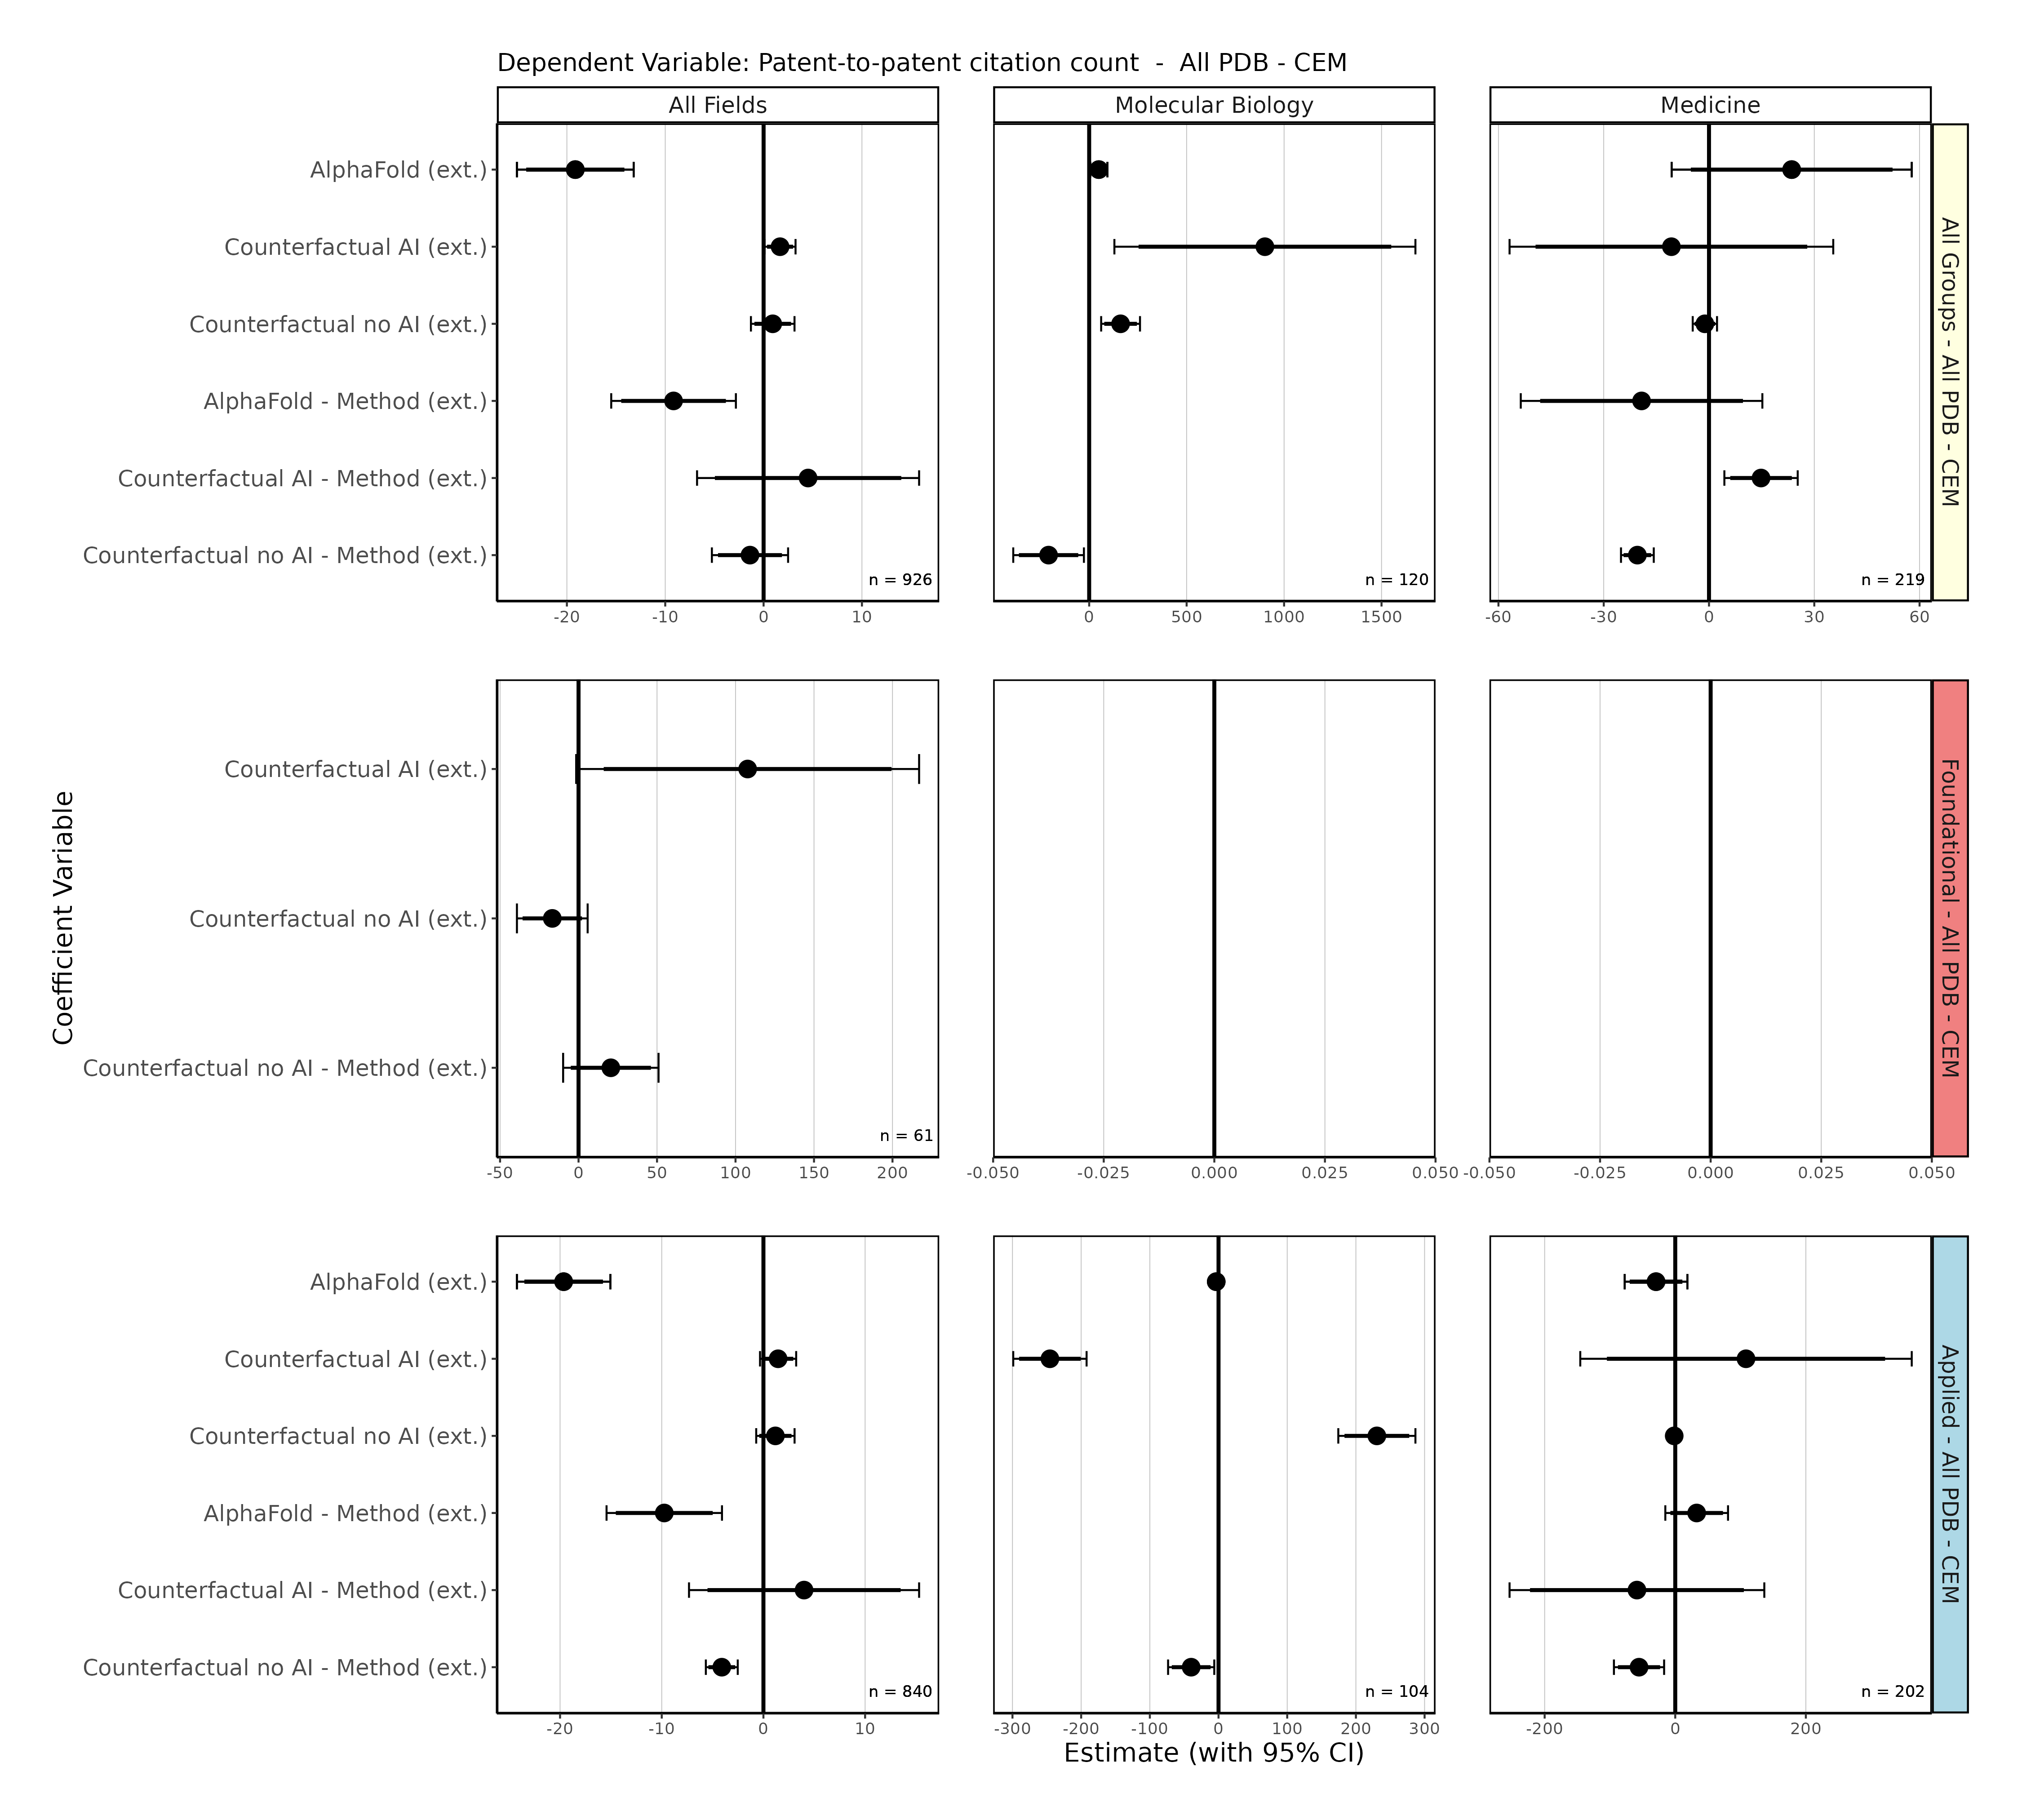 Dependent Variable: Patent-to-patent citation count  -  All PDB - CEM
All Fields
Molecular Biology
Medicine
AlphaFold (ext.)
Counterfactual AI (ext.)
Counterfactual no AI (ext.)
AlphaFold - Method (ext.)
Counterfactual AI - Method (ext.)
Counterfactual no AI - Method (ext.)
n = 926
n = 120
n = 219
All Groups - All PDB - CEM
-20 -10 0 10
0 500 1000 1500
-60 -30 0 30 60
Coefficient Variable
Counterfactual AI (ext.)
Counterfactual no AI (ext.)
Counterfactual no AI - Method (ext.)
n = 61
Foundational - All PDB - CEM
-50 0 50 100 150 200
-0.050 -0.025 0.000 0.025 0.050
-0.050 -0.025 0.000 0.025 0.050
AlphaFold (ext.)
Counterfactual AI (ext.)
Counterfactual no AI (ext.)
AlphaFold - Method (ext.)
Counterfactual AI - Method (ext.)
Counterfactual no AI - Method (ext.)
n = 840
n = 104
n = 202
Applied - All PDB - CEM
-20 -10 0 10
-300 -200 -100 0 100 200 300
-200 0 200
Estimate (with 95% CI)